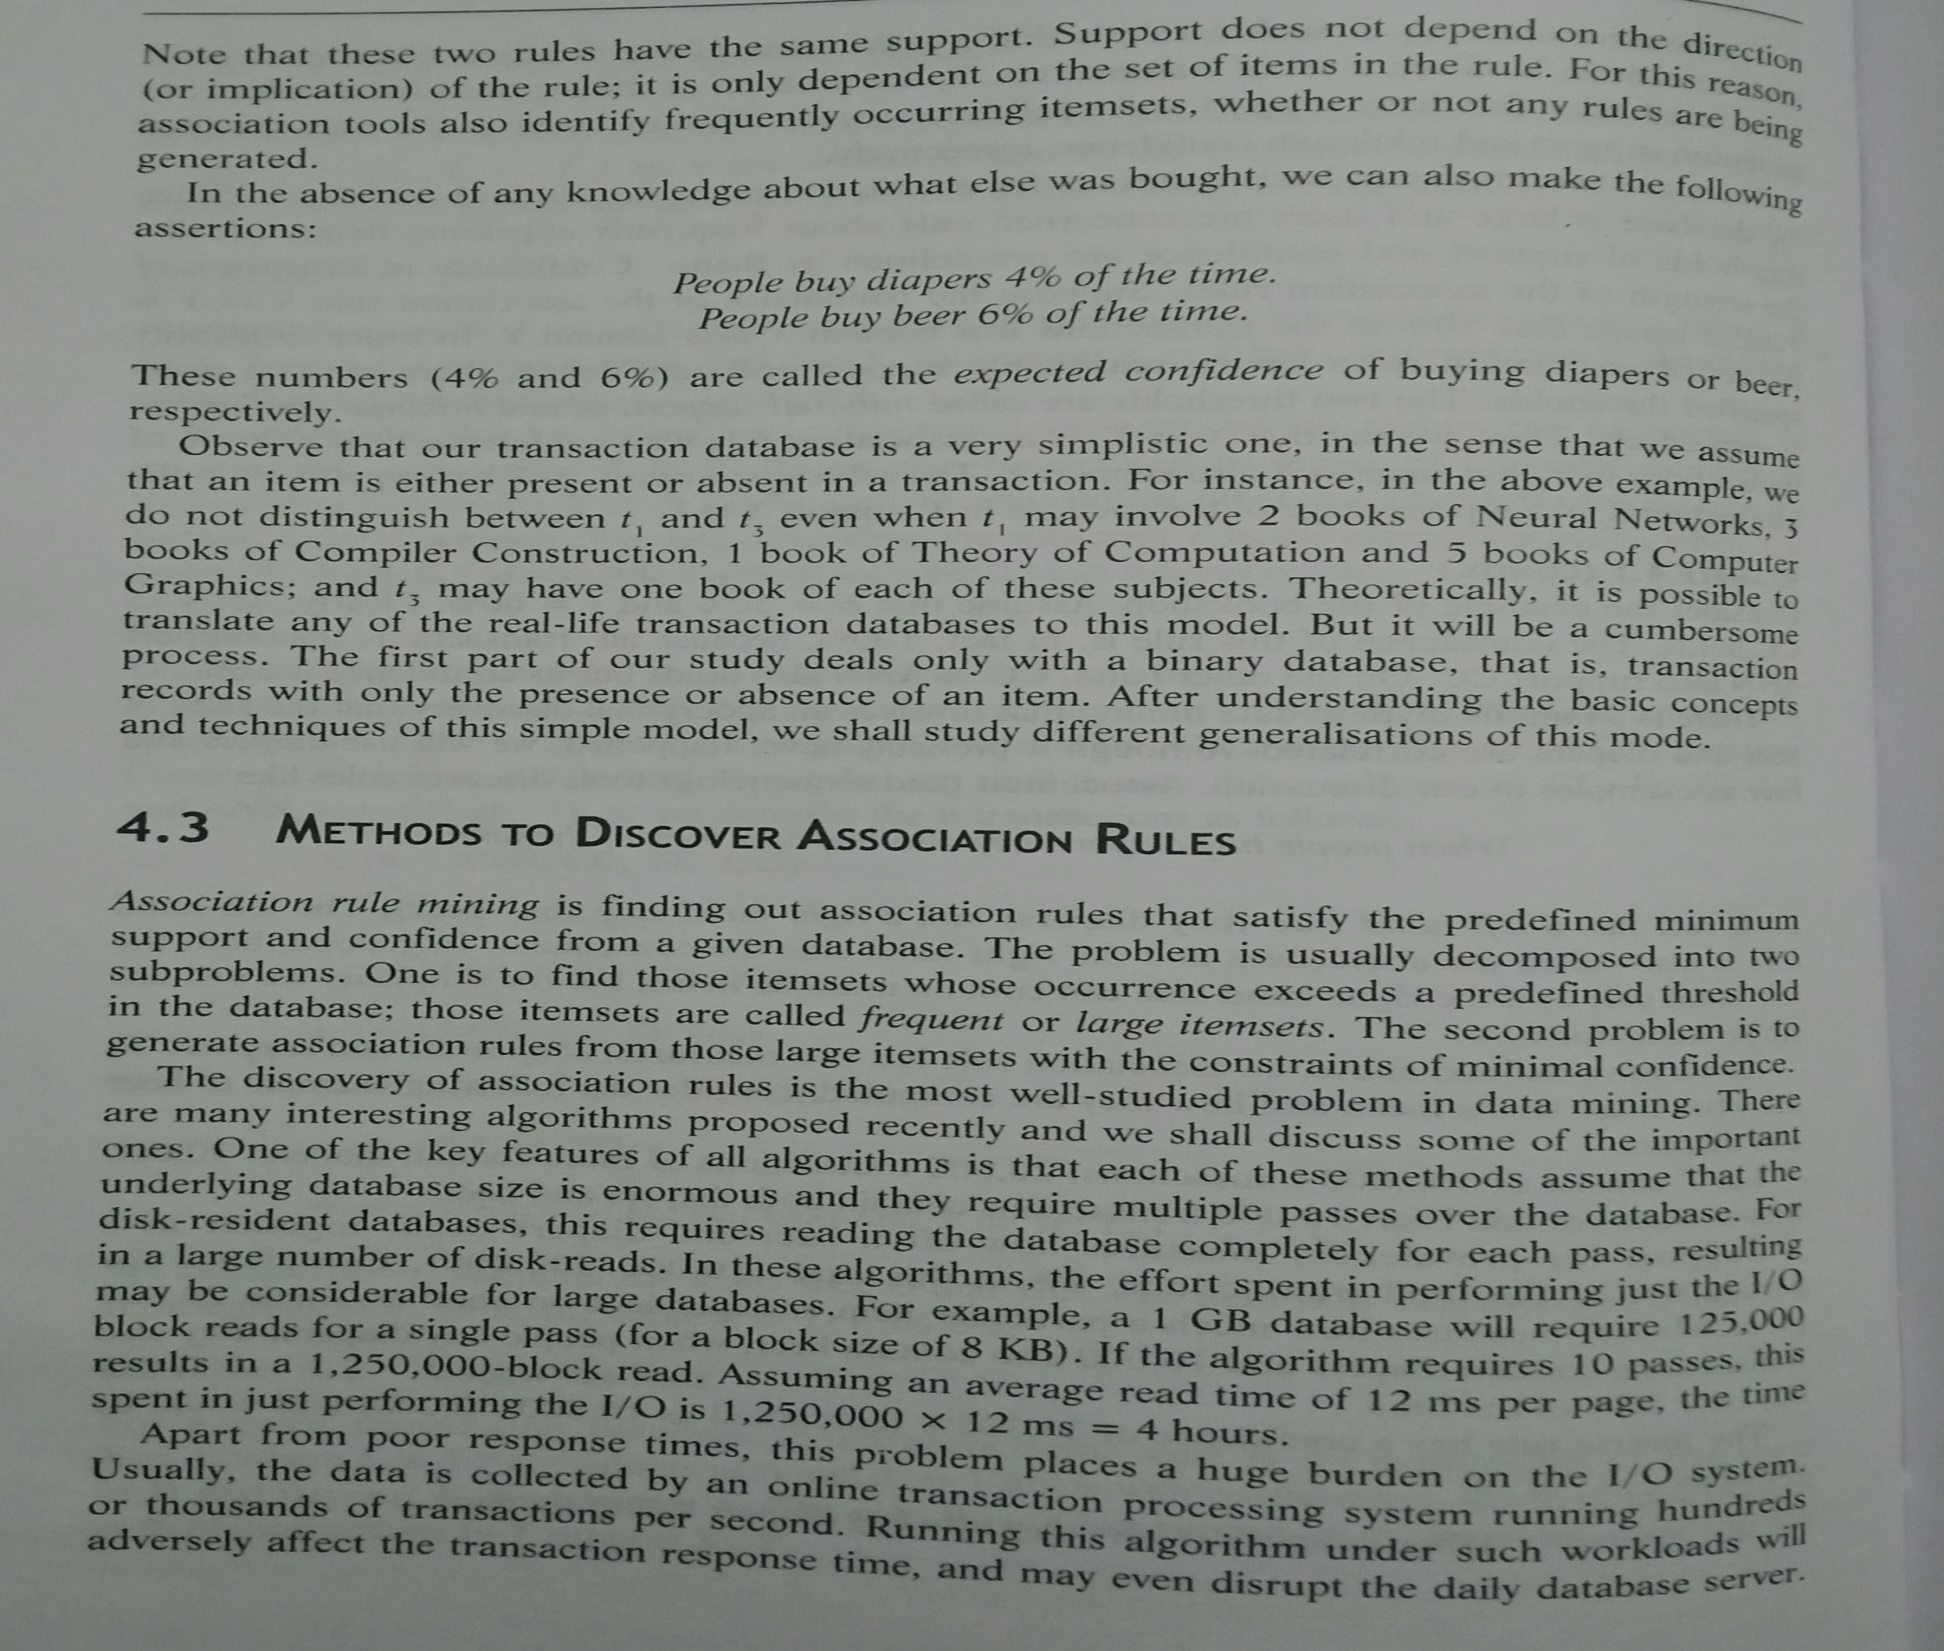 Note that these two rules have the same support. Support does not depend on the direction
(or implication) of the rule; it is only dependent on the set of items in the rule. For this reason,
association tools also identify frequently occurring itemsets, whether or not any rules are being
generated.
In the absence of any knowledge about what else was bought, we can also make the following
assertions:
People buy diapers 4% of the time.
People buy beer 6% of the time.
These numbers (4% and 6%) are called the expected confidence of buying diapers or beer,
respectively.
Observe that our transaction database is a very simplistic one, in the sense that we assume
that an item is either present or absent in a transaction. For instance, in the above example, we
do not distinguish between t₁ and t₃ even when t₁ may involve 2 books of Neural Networks, 3
books of Compiler Construction, 1 book of Theory of Computation and 5 books of Computer
Graphics; and t₃ may have one book of each of these subjects. Theoretically, it is possible to
translate any of the real-life transaction databases to this model. But it will be a cumbersome
process. The first part of our study deals only with a binary database, that is, transaction
records with only the presence or absence of an item. After understanding the basic concepts
and techniques of this simple model, we shall study different generalisations of this mode.
4.3 METHODS TO DISCOVER ASSOCIATION RULES
Association rule mining is finding out association rules that satisfy the predefined minimum
support and confidence from a given database. The problem is usually decomposed into two
subproblems. One is to find those itemsets whose occurrence exceeds a predefined threshold
in the database; those itemsets are called frequent or large itemsets. The second problem is to
generate association rules from those large itemsets with the constraints of minimal confidence.
The discovery of association rules is the most well-studied problem in data mining. There
are many interesting algorithms proposed recently and we shall discuss some of the important
ones. One of the key features of all algorithms is that each of these methods assume that the
underlying database size is enormous and they require multiple passes over the database. For
disk-resident databases, this requires reading the database completely for each pass, resulting
in a large number of disk-reads. In these algorithms, the effort spent in performing just the I/O
may be considerable for large databases. For example, a 1 GB database will require 125,000
block reads for a single pass (for a block size of 8 KB). If the algorithm requires 10 passes, this
results in a 1,250,000-block read. Assuming an average read time of 12 ms per page, the time
spent in just performing the I/O is 1,250,000 × 12 ms = 4 hours.
Apart from poor response times, this problem places a huge burden on the I/O system.
Usually, the data is collected by an online transaction processing system running hundreds
or thousands of transactions per second. Running this algorithm under such workloads will
adversely affect the transaction response time, and may even disrupt the daily database server.